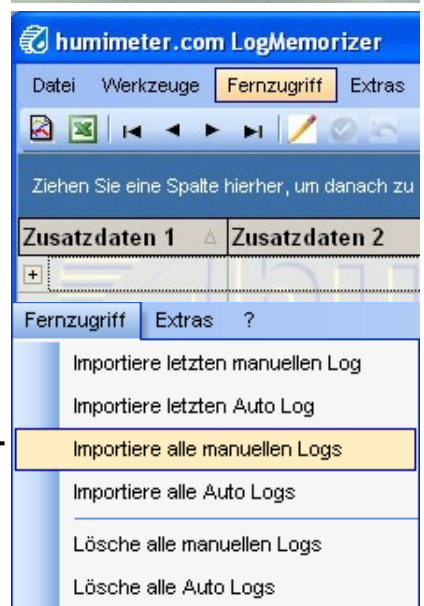 humimeter.com LogMemorizer
Datei Werkzeuge Fernzugriff Extras
Ziehen Sie eine Spalte hierher, um danach zu
Zusatzdaten 1 Zusatzdaten 2
Fernzugriff Extras ?
Importiere letzten manuellen Log
Importiere letzten Auto Log
Importiere alle manuellen Logs
Importiere alle Auto Logs
Lösche alle manuellen Logs
Lösche alle Auto Logs